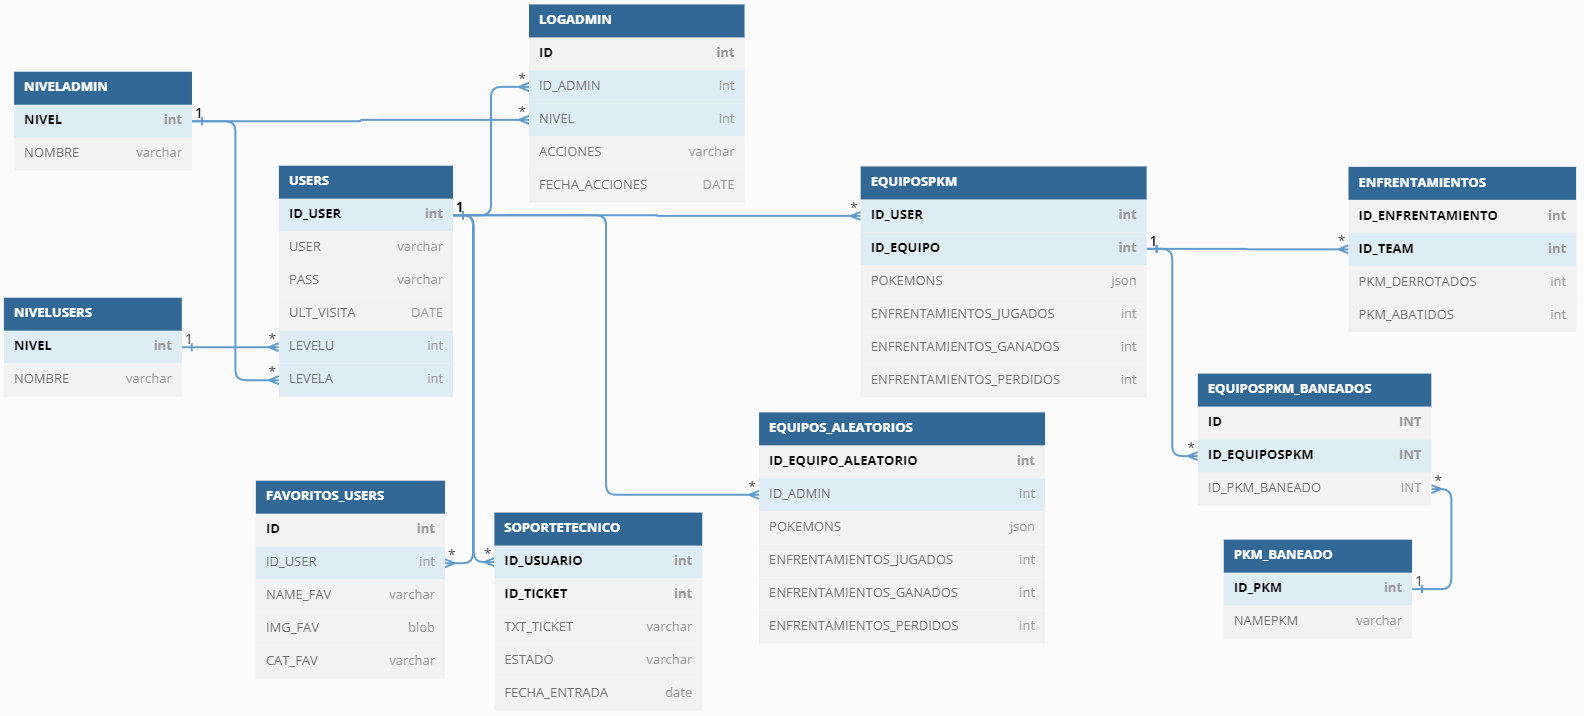 LOGADMIN
ID int
* ID_ADMIN int
* NIVEL int
ACCIONES varchar
FECHA_ACCIONES DATE
NIVELADMIN
NIVEL int 1
NOMBRE varchar
USERS
ID_USER int 1
USER varchar
PASS varchar
ULT_VISITA DATE
* LEVELU int
* LEVELA int
NIVELUSERS
NIVEL int 1
NOMBRE varchar
EQUIPOSPKM
* ID_USER int
ID_EQUIPO int 1
POKEMONS json
ENFRENTAMIENTOS_JUGADOS int
ENFRENTAMIENTOS_GANADOS int
ENFRENTAMIENTOS_PERDIDOS int
ENFRENTAMIENTOS
ID_ENFRENTAMIENTO int
* ID_TEAM int
PKM_DERROTADOS int
PKM_ABATIDOS int
EQUIPOSPKM_BANEADOS
ID INT
* ID_EQUIPOSPKM INT
ID_PKM_BANEADO INT *
EQUIPOS_ALEATORIOS
ID_EQUIPO_ALEATORIO int
* ID_ADMIN int
POKEMONS json
ENFRENTAMIENTOS_JUGADOS int
ENFRENTAMIENTOS_GANADOS int
ENFRENTAMIENTOS_PERDIDOS int
FAVORITOS_USERS
ID int
ID_USER int *
NAME_FAV varchar
IMG_FAV blob
CAT_FAV varchar
SOPORTETECNICO
* ID_USUARIO int
ID_TICKET int
TXT_TICKET varchar
ESTADO varchar
FECHA_ENTRADA date
PKM_BANEADO
ID_PKM int 1
NAMEPKM varchar